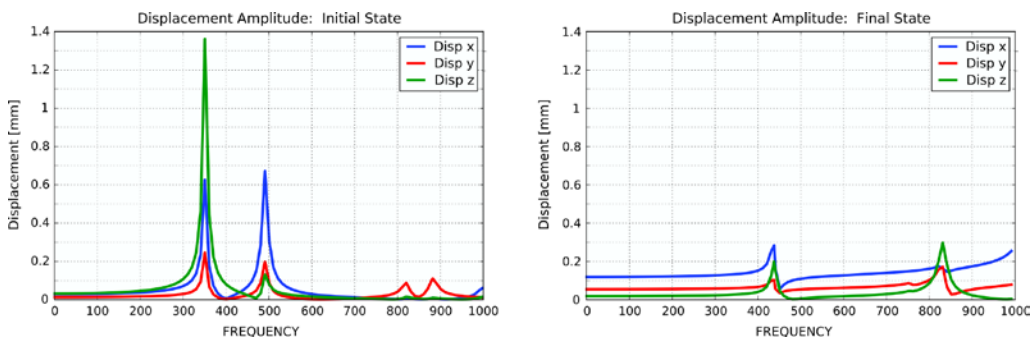 Displacement Amplitude: Initial State
1.4
1.2
1
0.8
0.6
0.4
0.2
0
Displacement [mm]
Disp x
Disp y
Disp z
0 100 200 300 400 500 600 700 800 900 1000
FREQUENCY
Displacement Amplitude: Final State
1.4
1.2
1
0.8
0.6
0.4
0.2
0
Displacement [mm]
Disp x
Disp y
Disp z
0 100 200 300 400 500 600 700 800 900 1000
FREQUENCY